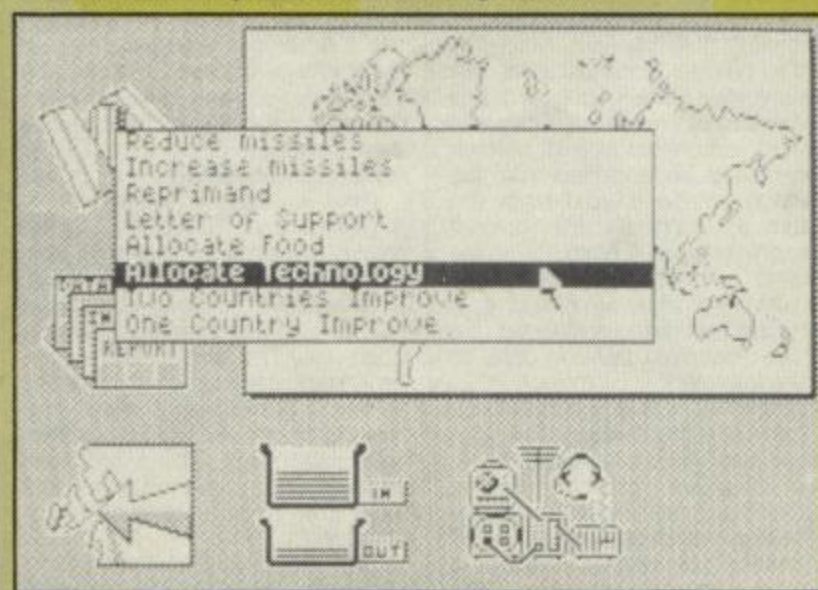 Reduce missiles
Increase missiles
Reprimand
Letter of Support
Allocate Food
Allocate Technology
Two Countries Improve
One Country Improve
DATA
REPORT
IN
OUT